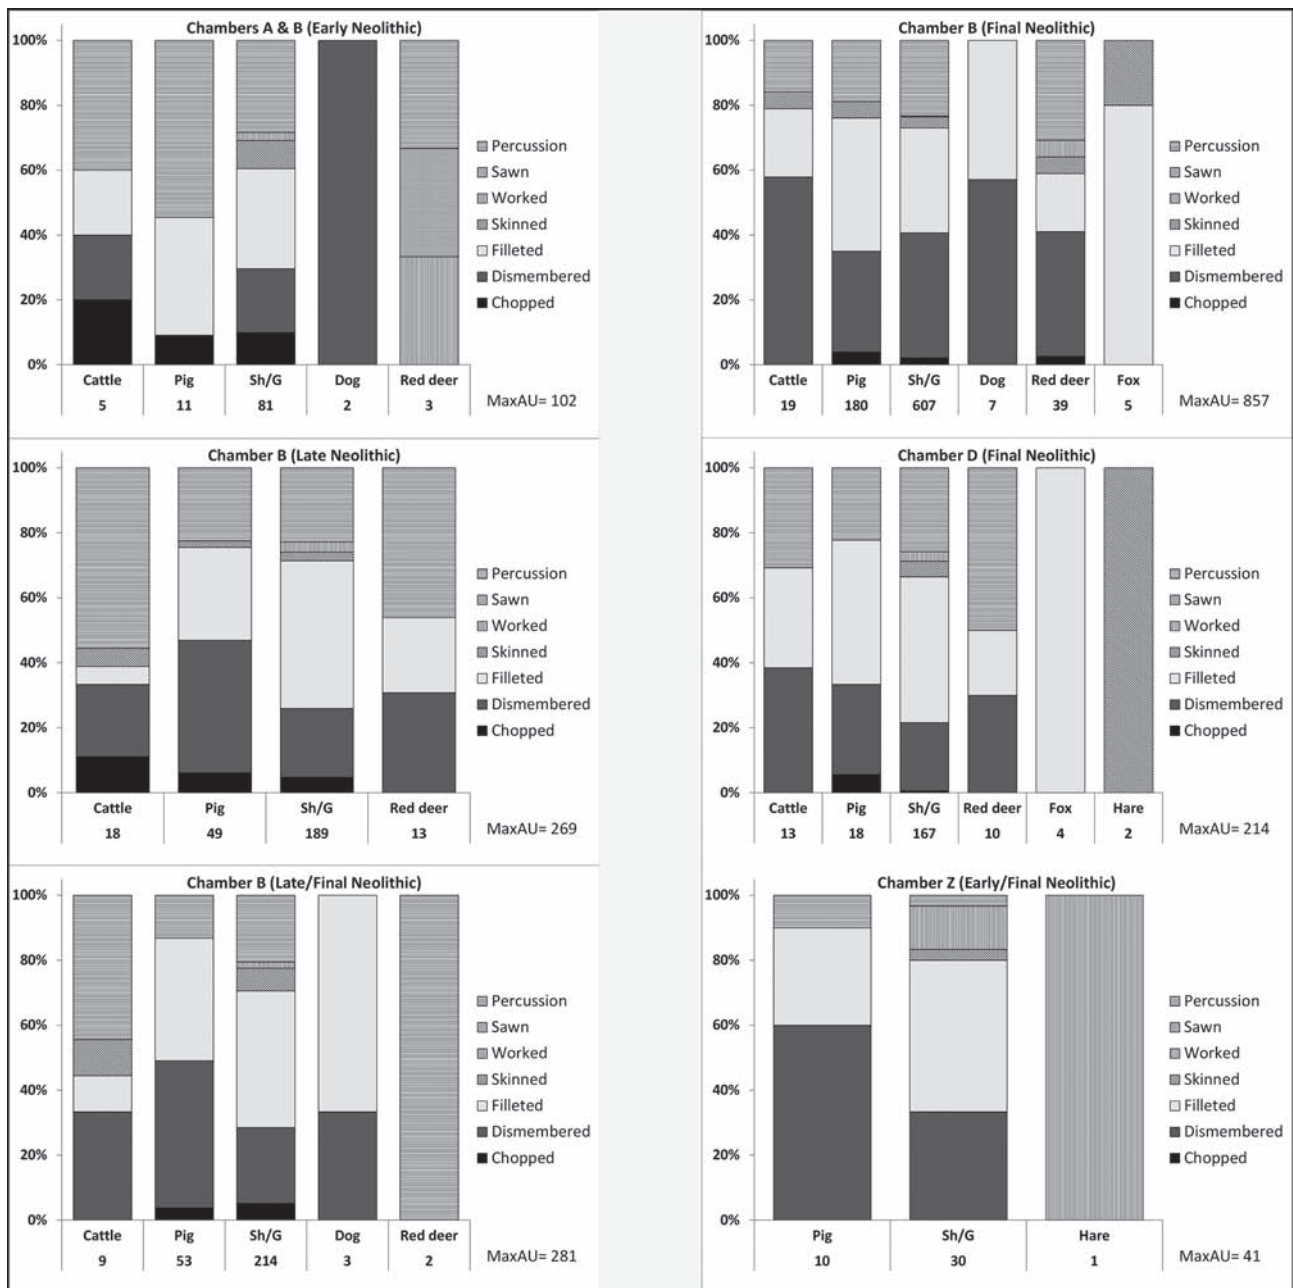 Chambers A & B (Early Neolithic)
100%
80%
60%
40%
20%
0%
Percussion
Sawn
Worked
Skinned
Filleted
Dismembered
Chopped
Cattle Pig Sh/G Dog Red deer
5 11 81 2 3
MaxAU= 102
Chamber B (Final Neolithic)
100%
80%
60%
40%
20%
0%
Percussion
Sawn
Worked
Skinned
Filleted
Dismembered
Chopped
Cattle Pig Sh/G Dog Red deer Fox
19 180 607 7 39 5
MaxAU= 857
Chamber B (Late Neolithic)
100%
80%
60%
40%
20%
0%
Percussion
Sawn
Worked
Skinned
Filleted
Dismembered
Chopped
Cattle Pig Sh/G Red deer
18 49 189 13
MaxAU= 269
Chamber D (Final Neolithic)
100%
80%
60%
40%
20%
0%
Percussion
Sawn
Worked
Skinned
Filleted
Dismembered
Chopped
Cattle Pig Sh/G Red deer Fox Hare
13 18 167 10 4 2
MaxAU= 214
Chamber B (Late/Final Neolithic)
100%
80%
60%
40%
20%
0%
Percussion
Sawn
Worked
Skinned
Filleted
Dismembered
Chopped
Cattle Pig Sh/G Dog Red deer
9 53 214 3 2
MaxAU= 281
Chamber Z (Early/Final Neolithic)
100%
80%
60%
40%
20%
0%
Percussion
Sawn
Worked
Skinned
Filleted
Dismembered
Chopped
Pig Sh/G Hare
10 30 1
MaxAU= 41